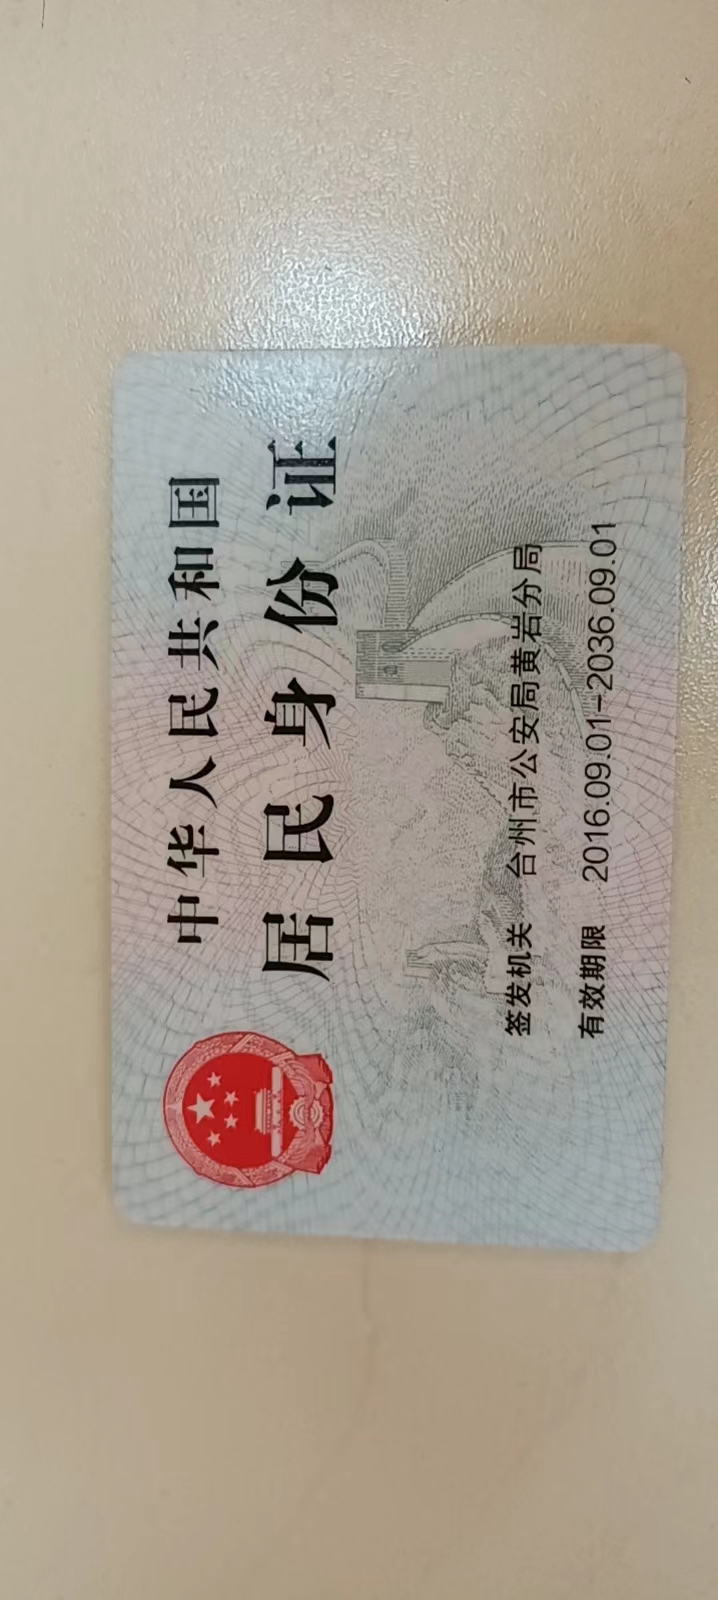 中华人民共和国
居民身份证
签发机关 台州市公安局黄岩分局
有效期限 2016.09.01-2036.09.01